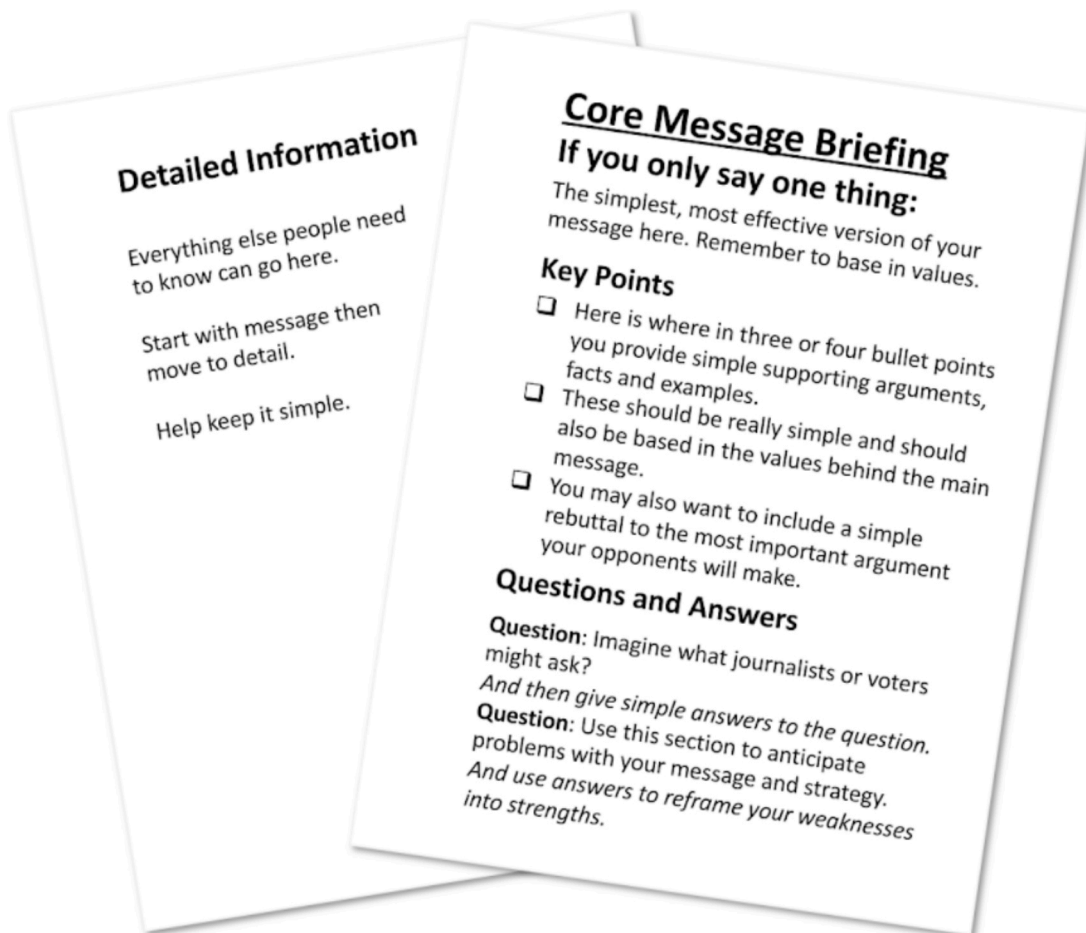 Detailed Information
Everything else people need
to know can go here.
Start with message then
move to detail.
Help keep it simple.
Core Message Briefing
If you only say one thing:
The simplest, most effective version of your
message here. Remember to base in values.
Key Points
❑ Here is where in three or four bullet points
you provide simple supporting arguments,
facts and examples.
❑ These should be really simple and should
also be based in the values behind the main
message.
❑ You may also want to include a simple
rebuttal to the most important argument
your opponents will make.
Questions and Answers
Question: Imagine what journalists or voters
might ask?
And then give simple answers to the question.
Question: Use this section to anticipate
problems with your message and strategy.
And use answers to reframe your weaknesses
into strengths.